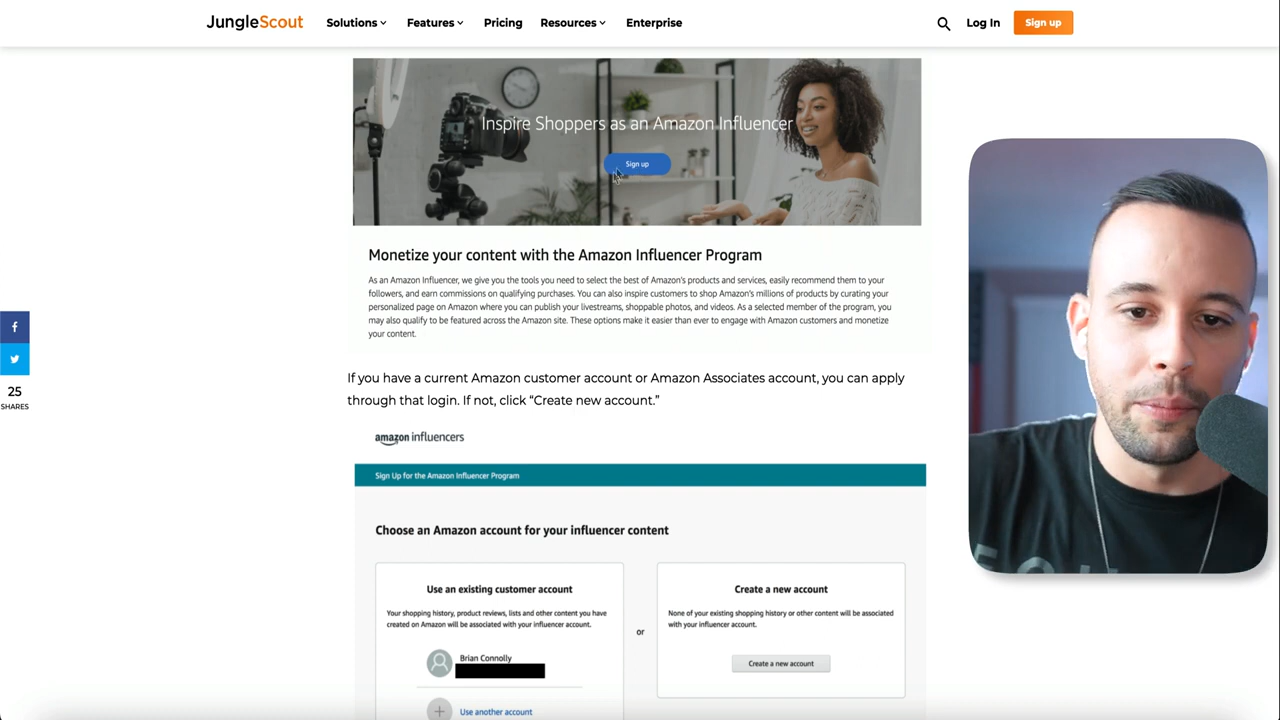 JungleScout
Solutions
Features
Pricing
Resources
Enterprise
Log In
Sign up
Inspire Shoppers as an Amazon Influencer
Sign up
Monetize your content with the Amazon Influencer Program
As an Amazon Influencer, we give you the tools you need to select the best of Amazon's products and services, easily recommend them to your
followers, and earn commissions on qualifying purchases. You can also inspire customers to shop Amazon's millions of products by curating your
personalized page on Amazon where you can publish your livestreams, shoppable photos, and videos. As a selected member of the program, you
may also qualify to be featured across the Amazon site. These options make it easier than ever to engage with Amazon customers and monetize
your content.
25
SHARES
If you have a current Amazon customer account or Amazon Associates account, you can apply
through that login. If not, click “Create new account.”
amazon influencers
Sign Up for the Amazon Influencer Program
Choose an Amazon account for your influencer content
Use an existing customer account
Your shopping history, product reviews, lists and other content you have
created on Amazon will be associated with your influencer account.
Brian Connolly
Use another account
or
Create a new account
None of your existing shopping history or other content will be associated
with your influencer account.
Create a new account